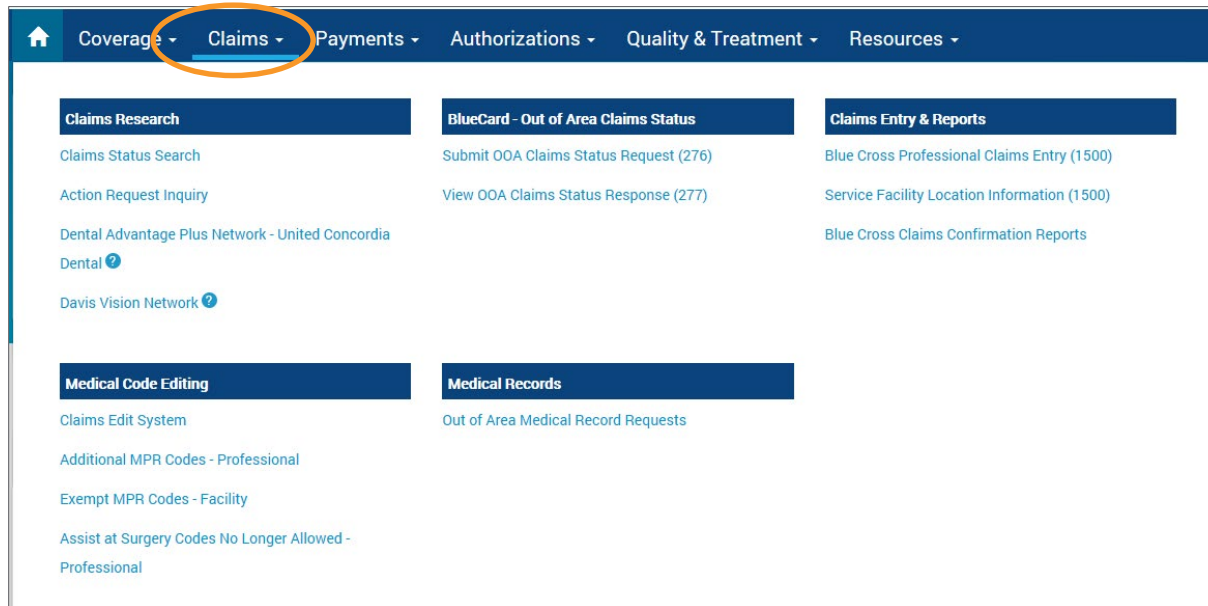 Coverage Claims Payments Authorizations Quality & Treatment Resources
Claims Research
Claims Status Search
Action Request Inquiry
Dental Advantage Plus Network - United Concordia
Dental ?
Davis Vision Network ?
BlueCard - Out of Area Claims Status
Submit OOA Claims Status Request (276)
View OOA Claims Status Response (277)
Claims Entry & Reports
Blue Cross Professional Claims Entry (1500)
Service Facility Location Information (1500)
Blue Cross Claims Confirmation Reports
Medical Code Editing
Claims Edit System
Additional MPR Codes - Professional
Exempt MPR Codes - Facility
Assist at Surgery Codes No Longer Allowed -
Professional
Medical Records
Out of Area Medical Record Requests